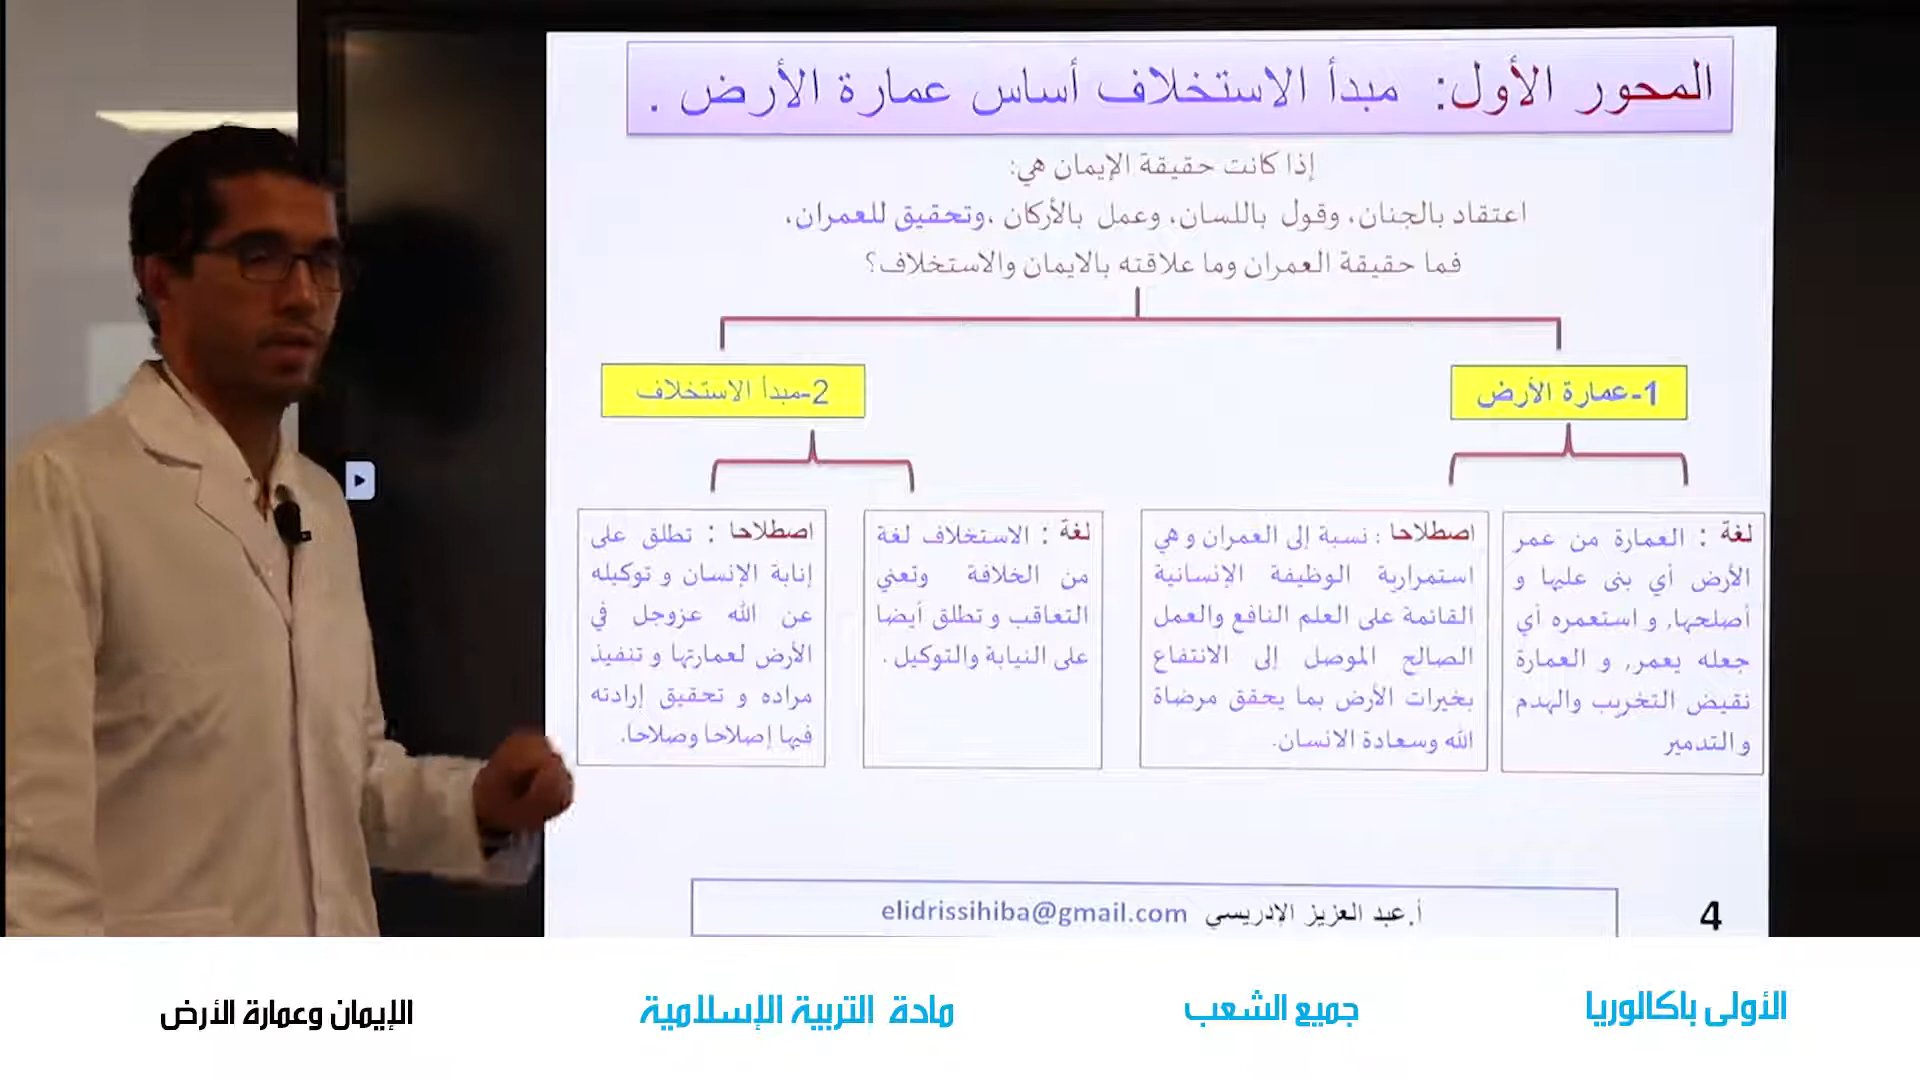 المحور الأول: مبدأ الاستخلاف أساس عمارة الأرض .
إذا كانت حقيقة الإيمان هي:
اعتقاد بالجنان، وقول باللسان، وعمل بالأركان ،وتحقيق للعمران،
فما حقيقة العمران وما علاقته بالايمان والاستخلاف؟
1-عمارة الأرض
2-مبدأ الاستخلاف
لغة : العمارة من عمر
الأرض أي بنى عليها و
أصلحها, و استعمره أي
جعله يعمر, و العمارة
نقيض التخريب والهدم
و التدمير
اصطلاحا : نسبة إلى العمران و هي
استمرارية الوظيفة الإنسانية
القائمة على العلم النافع والعمل
الصالح الموصل إلى الانتفاع
بخيرات الأرض بما يحقق مرضاة
الله وسعادة الانسان.
لغة : الاستخلاف لغة
من الخلافة وتعني
التعاقب و تطلق أيضا
على النيابة والتوكيل .
اصطلاحا : تطلق على
إنابة الإنسان و توكيله
عن الله عزوجل في
الأرض لعمارتها و تنفيذ
مراده و تحقيق إرادته
فيها إصلاحا وصلاحا.
أ.عبد العزيز الإدريسي elidrissihiba@gmail.com
4
الأولى باكالوريا
جميع الشعب
مادة التربية الإسلامية
الإيمان وعمارة الأرض